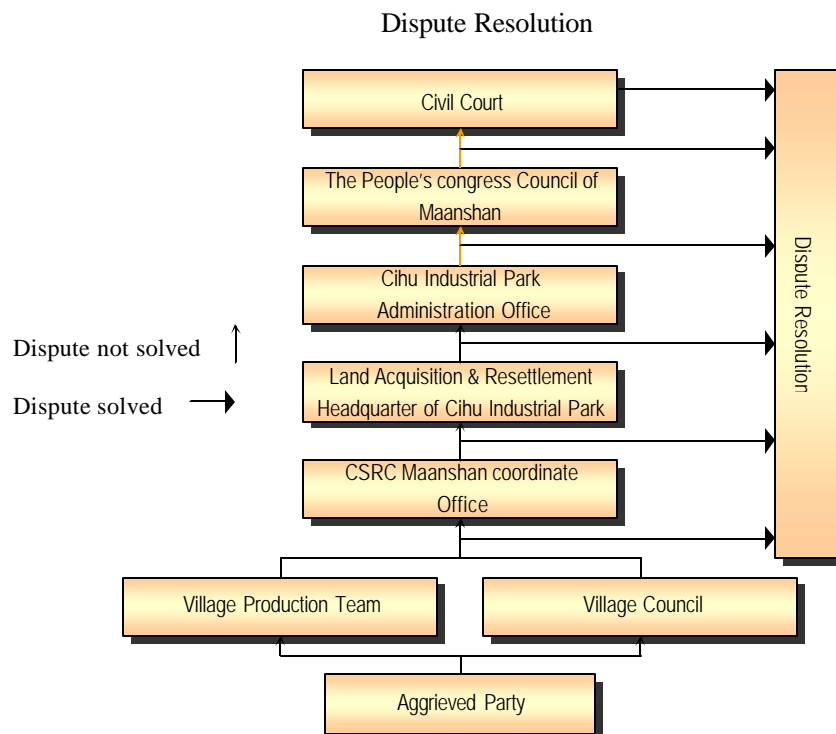 Dispute Resolution
Civil Court
The People's congress Council of
Maanshan
Cihu Industrial Park
Administration Office
Dispute not solved
Land Acquisition & Resettlement
Headquarter of Cihu Industrial Park
Dispute solved
CSRC Maanshan coordinate
Office
Village Production Team
Village Council
Aggrieved Party
Dispute Resolution